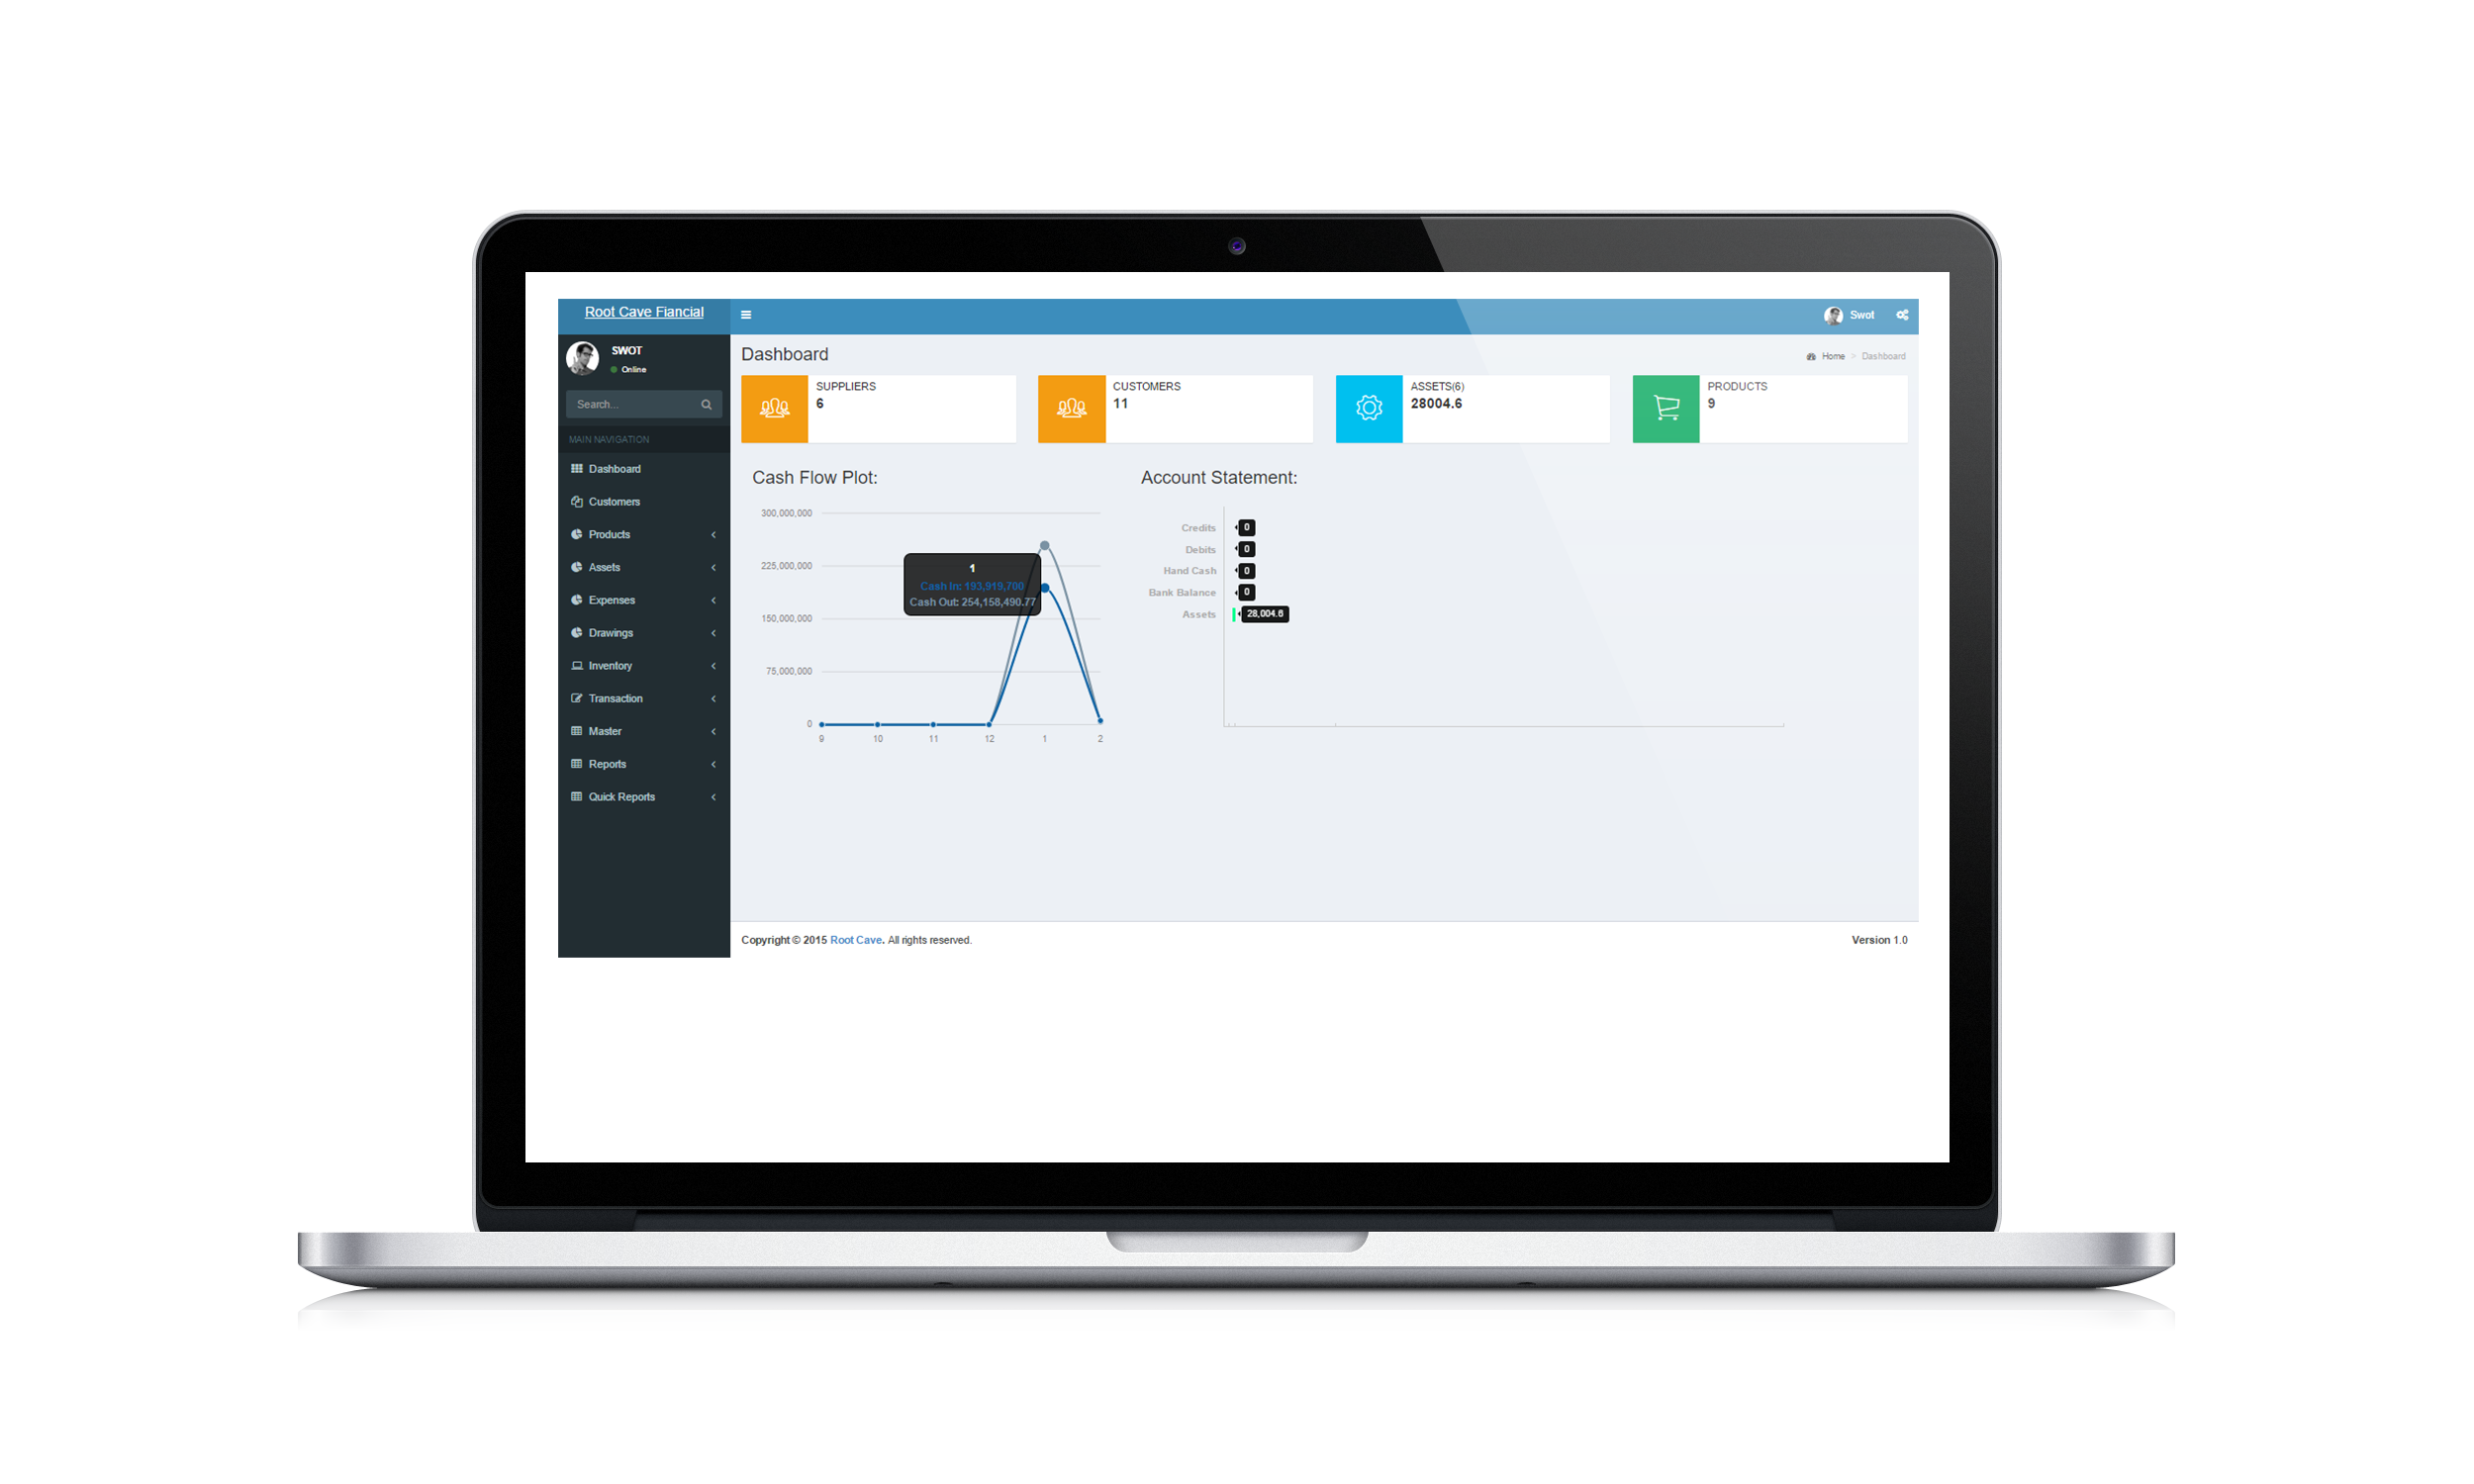 Root Cave Fiancial
Swot
SWOT
Online
Search...
MAIN NAVIGATION
Dashboard
Customers
Products
Assets
Expenses
Drawings
Inventory
Transaction
Master
Reports
Quick Reports
Dashboard
Home > Dashboard
SUPPLIERS
6
CUSTOMERS
11
ASSETS(6)
28004.6
PRODUCTS
9
Cash Flow Plot:
300,000,000
225,000,000
150,000,000
75,000,000
0
9 10 11 12 1 2
1
Cash In: 193,919,700
Cash Out: 254,158,490.77
Account Statement:
Credits 0
Debits 0
Hand Cash 0
Bank Balance 0
Assets 28,004.6
Copyright © 2015 Root Cave. All rights reserved.
Version 1.0